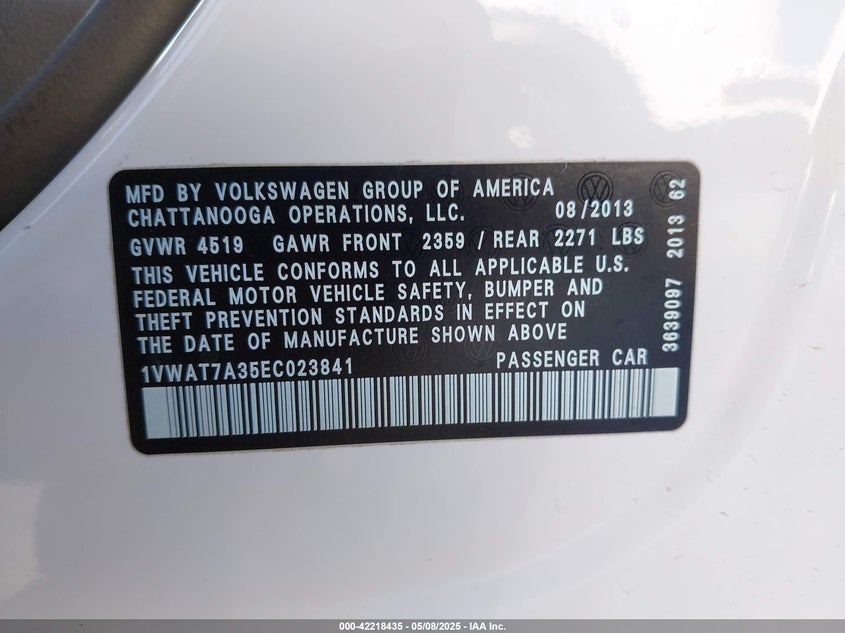 MFD BY VOLKSWAGEN GROUP OF AMERICA
CHATTANOOGA OPERATIONS, LLC. 08/2013
GVWR 4519 GAWR FRONT 2359 / REAR 2271 LBS
THIS VEHICLE CONFORMS TO ALL APPLICABLE U.S.
FEDERAL MOTOR VEHICLE SAFETY, BUMPER AND
THEFT PREVENTION STANDARDS IN EFFECT ON
THE DATE OF MANUFACTURE SHOWN ABOVE
1VWAT7A35EC023841 PASSENGER CAR
3639097 2013 62
000-42218435 - 05/08/2025 - IAA Inc.